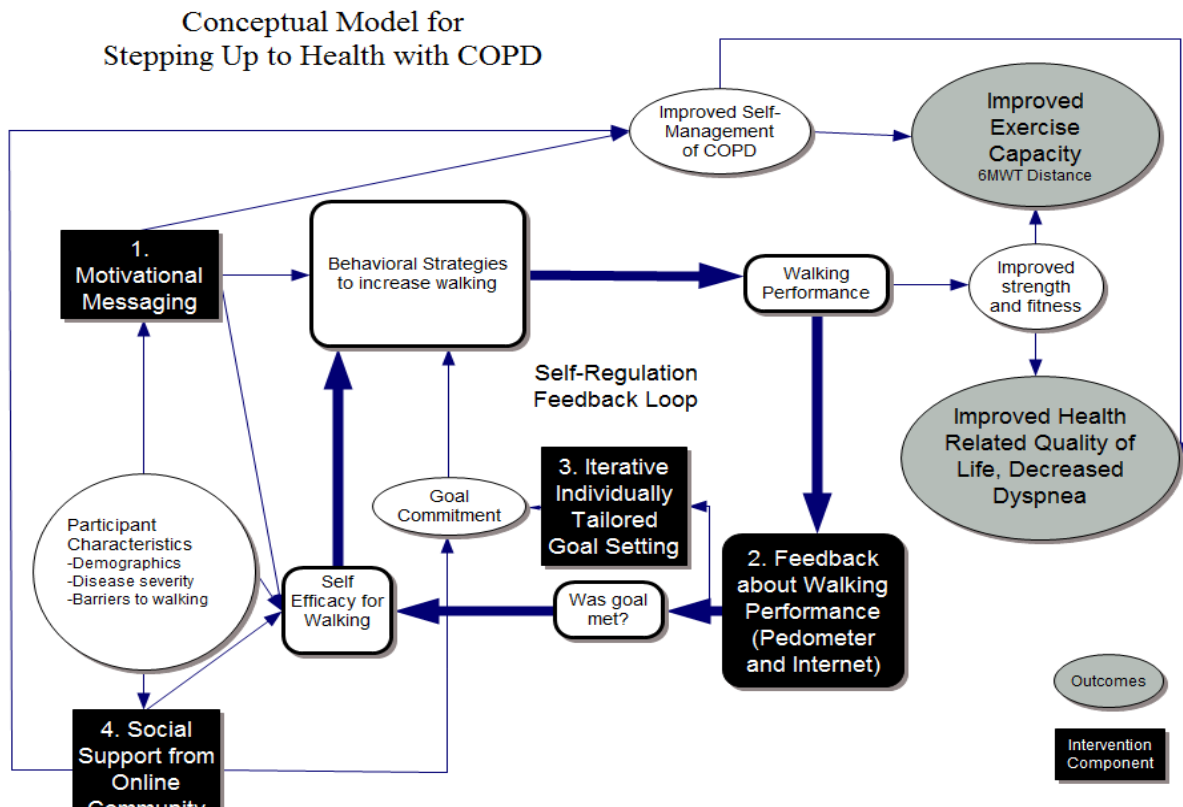 Conceptual Model for
Stepping Up to Health with COPD
Improved Self-
Management
of COPD
Improved
Exercise
Capacity
6MWT Distance
1.
Motivational
Messaging
Behavioral Strategies
to increase walking
Walking
Performance
Improved
strength
and fitness
Self-Regulation
Feedback Loop
Improved Health
Related Quality of
Life, Decreased
Dyspnea
3. Iterative
Individually
Tailored
Goal Setting
Goal
Commitment
Participant
Characteristics
-Demographics
-Disease severity
-Barriers to walking
Self
Efficacy for
Walking
Was goal
met?
2. Feedback
about Walking
Performance
(Pedometer
and Internet)
4. Social
Support from
Online
Community
Outcomes
Intervention
Component